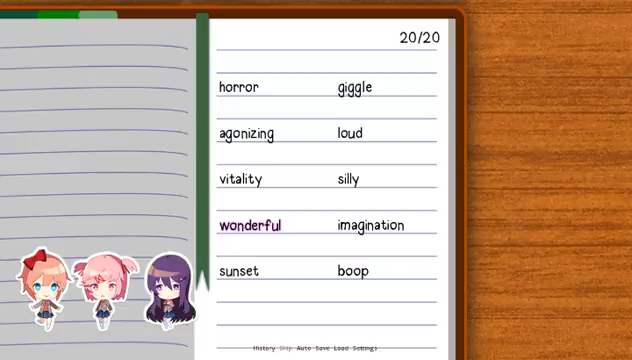 20/20
horror giggle
agonizing loud
vitality silly
wonderful imagination
sunset boop
History Skip Auto Save Load Settings